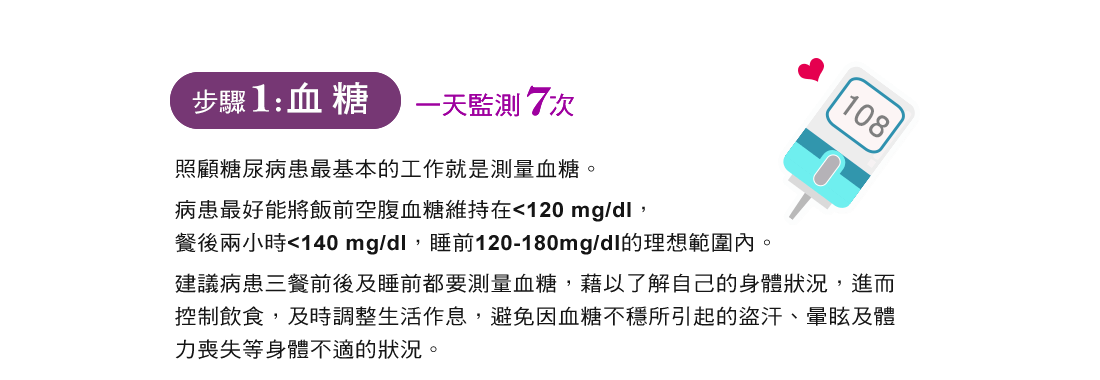 步驟1:血糖 一天監測7次
108
照顧糖尿病患最基本的工作就是測量血糖。
病患最好能將飯前空腹血糖維持在<120 mg/dl，
餐後兩小時<140 mg/dl，睡前120-180mg/dl的理想範圍內。
建議病患三餐前後及睡前都要測量血糖，藉以了解自己的身體狀況，進而
控制飲食，及時調整生活作息，避免因血糖不穩所引起的盜汗、暈眩及體
力喪失等身體不適的狀況。